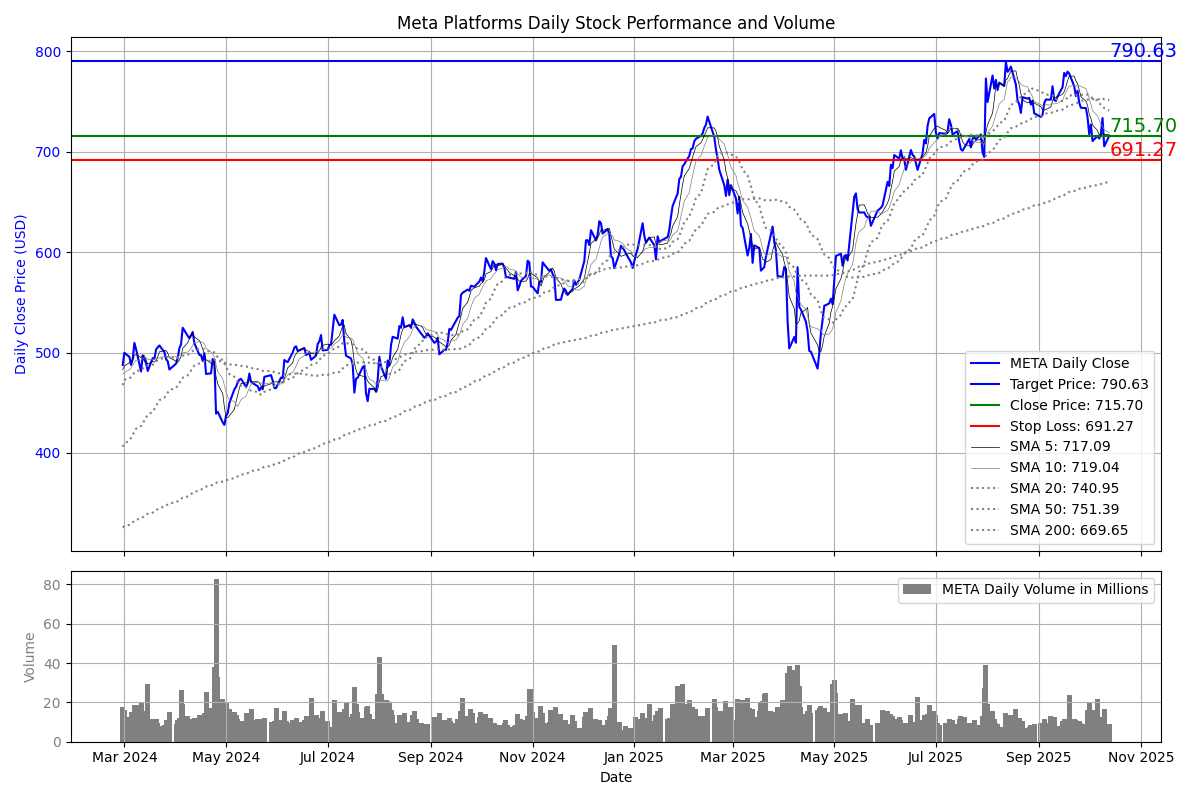 Meta Platforms Daily Stock Performance and Volume
Daily Close Price (USD)
800
700
600
500
400
790.63
715.70
691.27
META Daily Close
Target Price: 790.63
Close Price: 715.70
Stop Loss: 691.27
SMA 5: 717.09
SMA 10: 719.04
SMA 20: 740.95
SMA 50: 751.39
SMA 200: 669.65
Volume
80
60
40
20
0
META Daily Volume in Millions
Mar 2024 May 2024 Jul 2024 Sep 2024 Nov 2024 Jan 2025 Mar 2025 May 2025 Jul 2025 Sep 2025 Nov 2025
Date